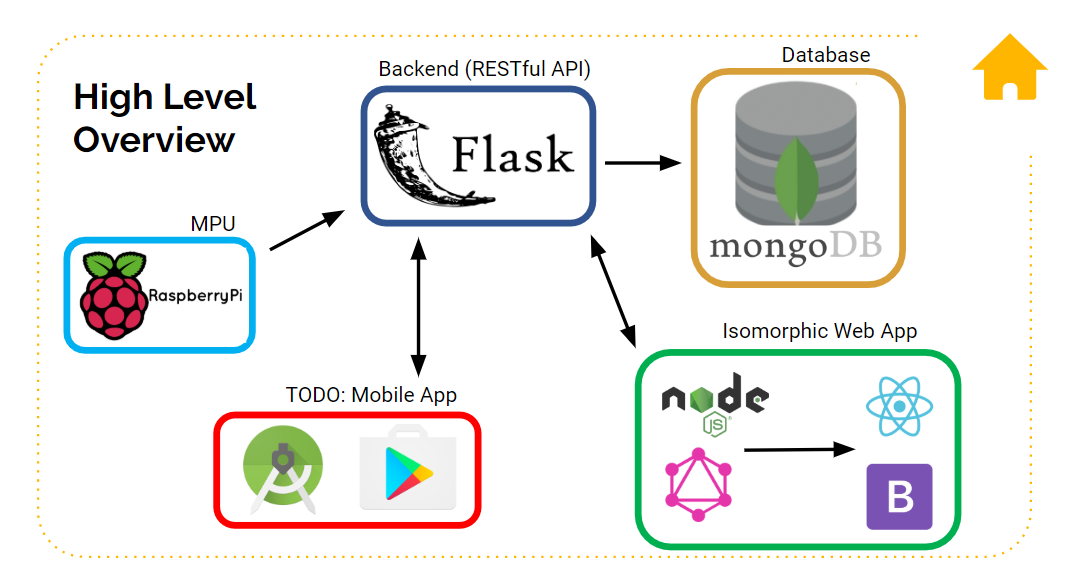 High Level
Overview
Backend (RESTful API)
Flask
Database
mongoDB
MPU
RaspberryPi
TODO: Mobile App
Isomorphic Web App
node
JS
B